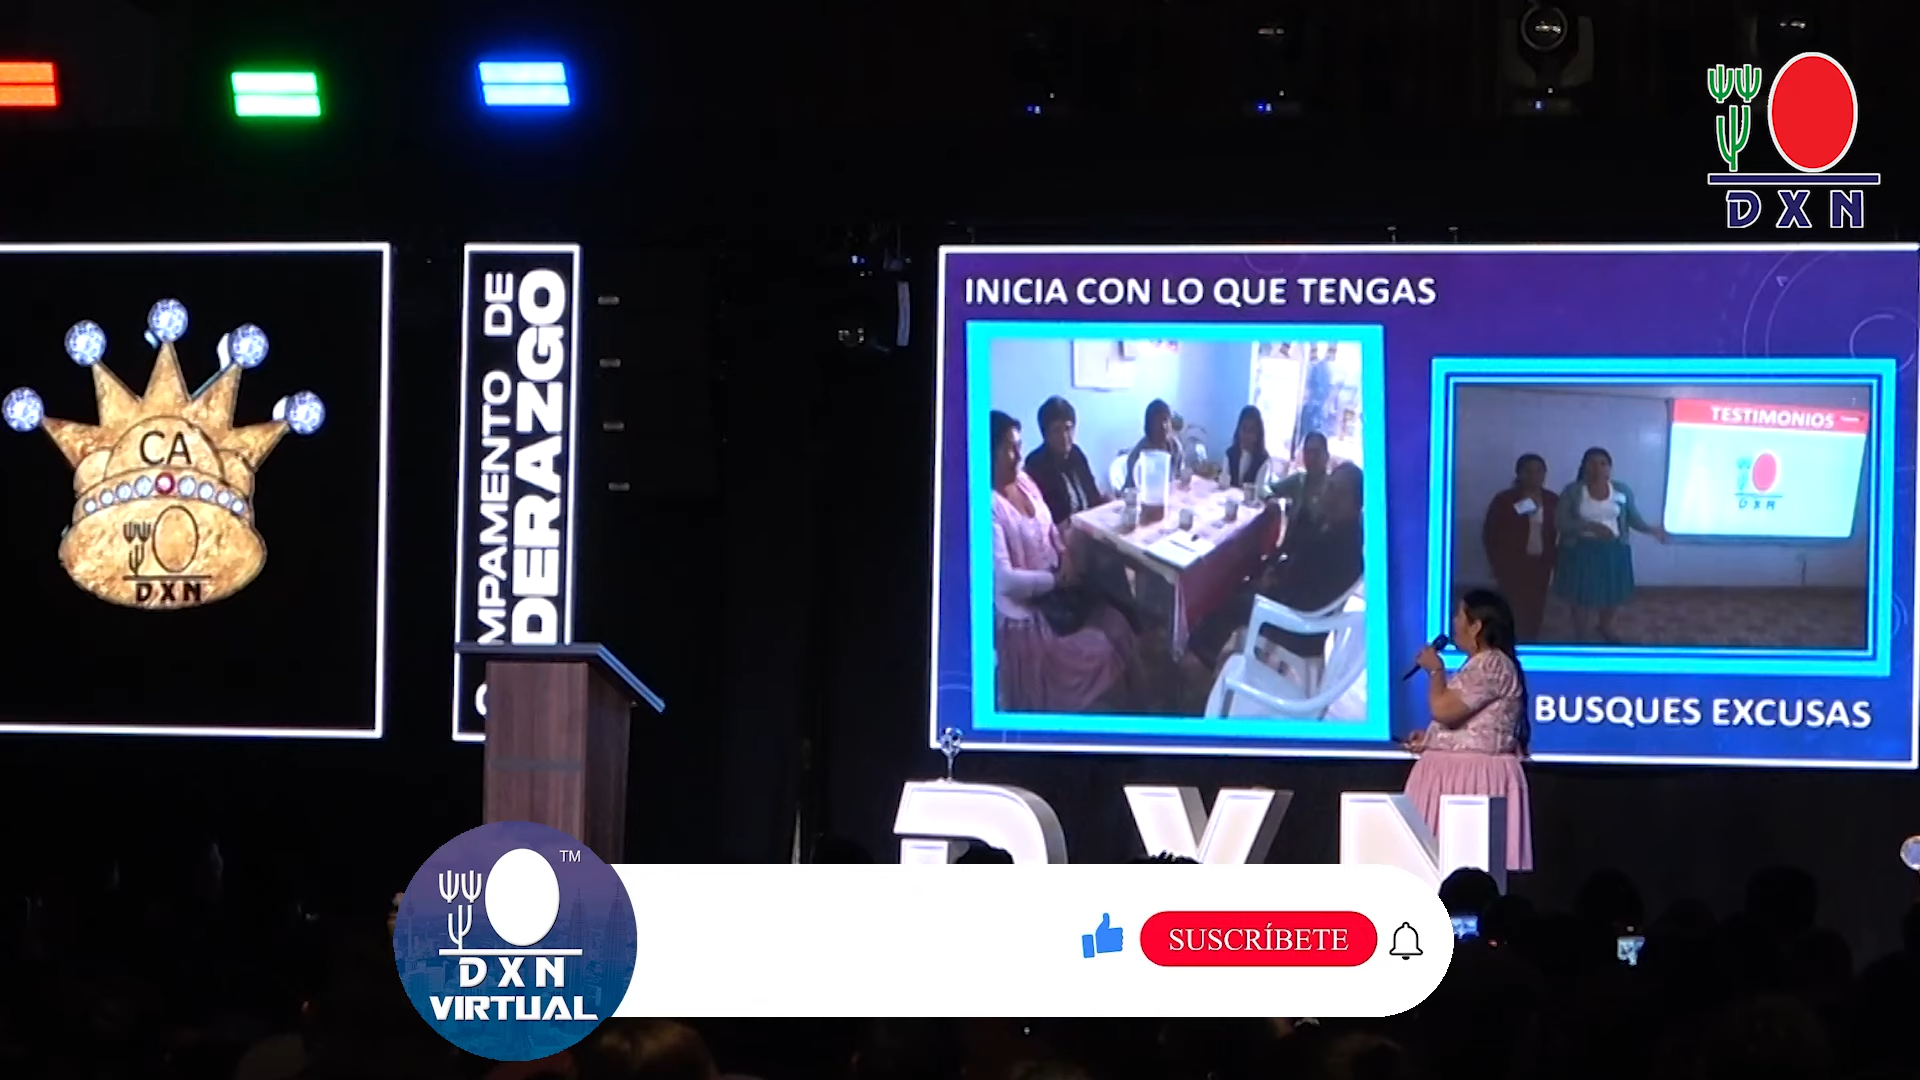 DXN
INICIA CON LO QUE TENGAS
TESTIMONIOS
DXN
BUSQUES EXCUSAS
CA
DXN
MPAMENTO DE
DERAZGO
DXN
TM
DXN
VIRTUAL
SUSCRÍBETE